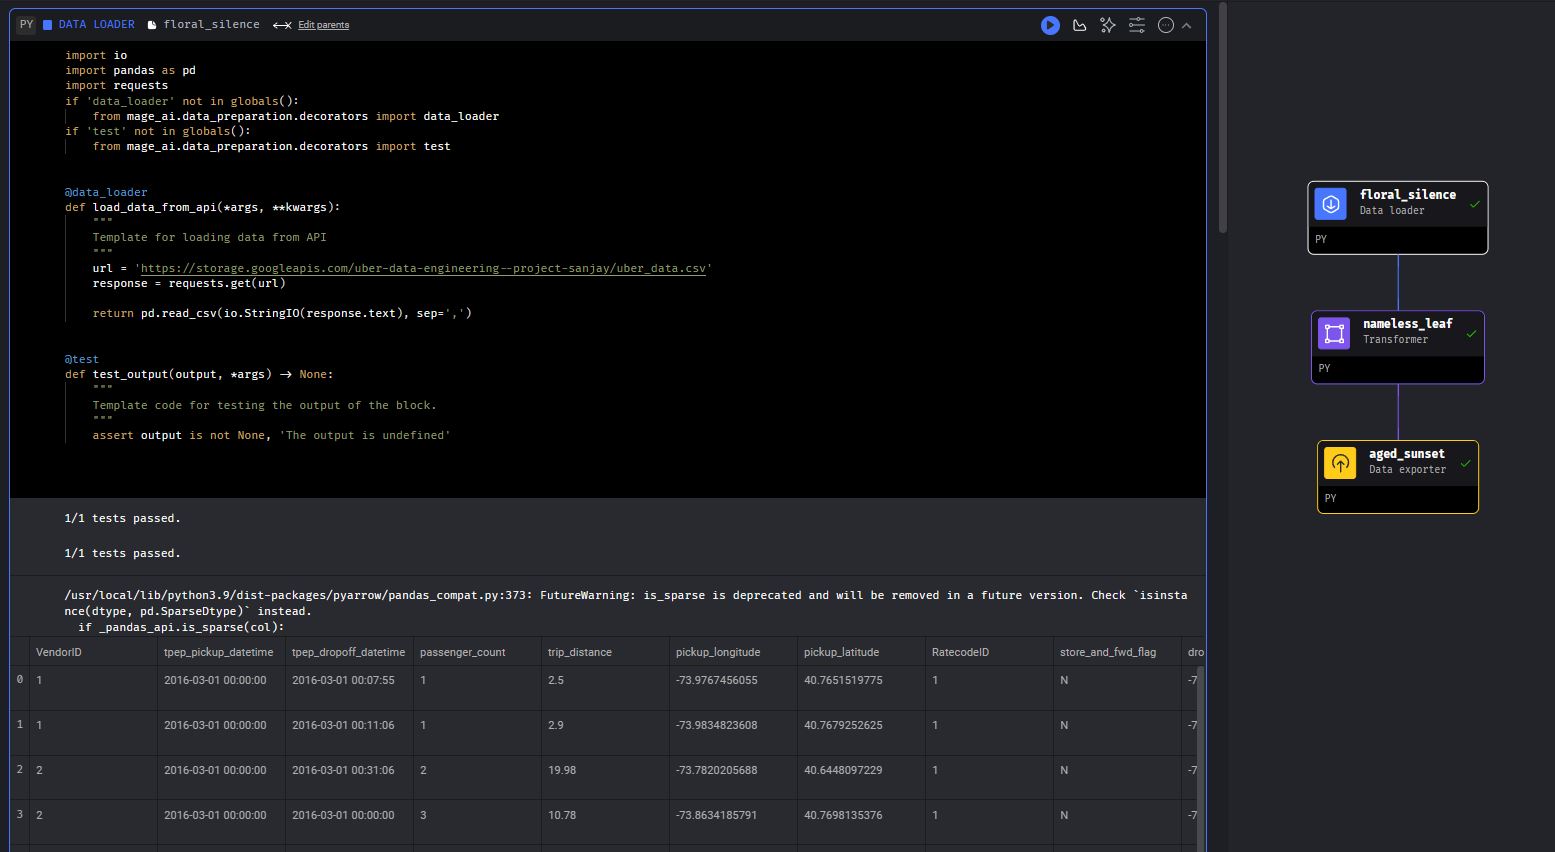 PY DATA LOADER floral_silence Edit parents
import io
import pandas as pd
import requests
if 'data_loader' not in globals():
    from mage_ai.data_preparation.decorators import data_loader
if 'test' not in globals():
    from mage_ai.data_preparation.decorators import test
@data_loader
def load_data_from_api(*args, **kwargs):
    """
    Template for loading data from API
    """
    url = 'https://storage.googleapis.com/uber-data-engineering--project-sanjay/uber_data.csv'
    response = requests.get(url)
    return pd.read_csv(io.StringIO(response.text), sep=',')
@test
def test_output(output, *args) -> None:
    """
    Template code for testing the output of the block.
    """
    assert output is not None, 'The output is undefined'
1/1 tests passed.
1/1 tests passed.
/usr/local/lib/python3.9/dist-packages/pyarrow/pandas_compat.py:373: FutureWarning: is_sparse is deprecated and will be removed in a future version. Check `isinsta
nce(dtype, pd.SparseDtype)` instead.
  if _pandas_api.is_sparse(col):
VendorID tpep_pickup_datetime tpep_dropoff_datetime passenger_count trip_distance pickup_longitude pickup_latitude RatecodeID store_and_fwd_flag dro
0 1 2016-03-01 00:00:00 2016-03-01 00:07:55 1 2.5 -73.9767456055 40.7651519775 1 N -7
1 1 2016-03-01 00:00:00 2016-03-01 00:11:06 1 2.9 -73.9834823608 40.7679252625 1 N -7
2 2 2016-03-01 00:00:00 2016-03-01 00:31:06 2 19.98 -73.7820205688 40.6448097229 1 N -7
3 2 2016-03-01 00:00:00 2016-03-01 00:00:00 3 10.78 -73.8634185791 40.7698135376 1 N -7
floral_silence
Data loader
PY
nameless_leaf
Transformer
PY
aged_sunset
Data exporter
PY